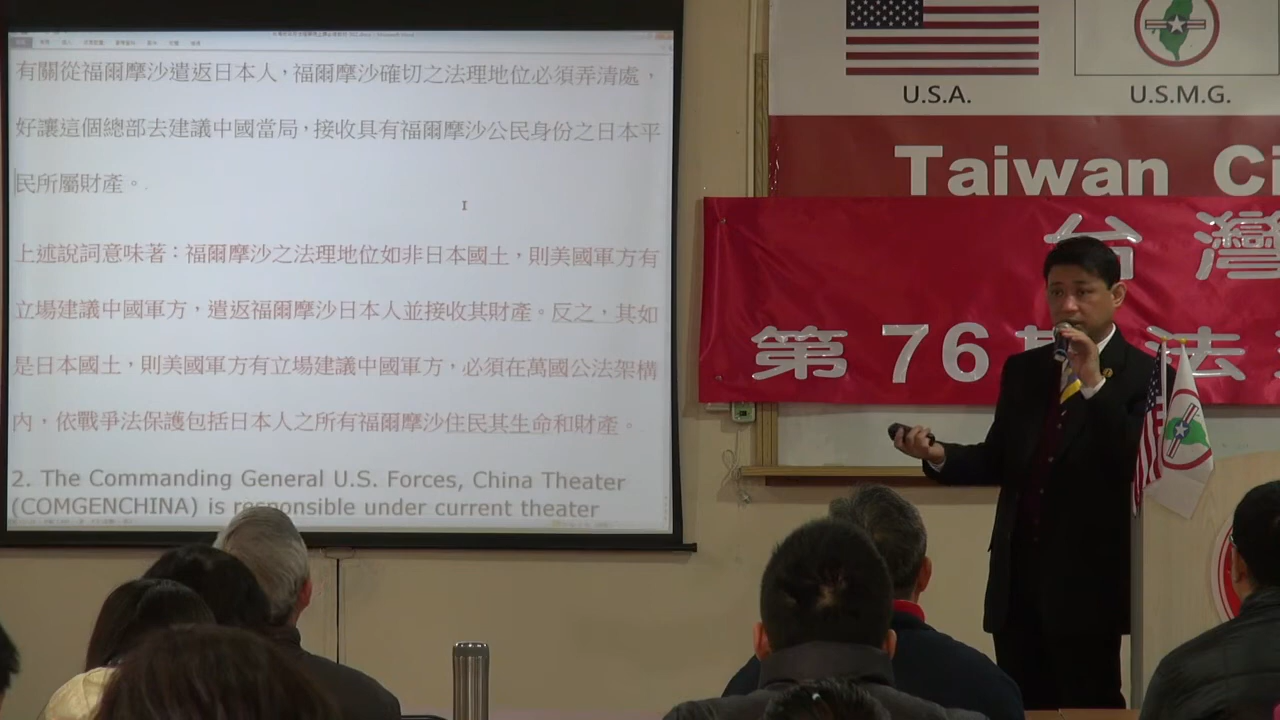 有關從福爾摩沙遣返日本人，福爾摩沙確切之法理地位必須弄清處，
好讓這個總部去建議中國當局，接收具有福爾摩沙公民身份之日本平
民所屬財產。
上述說詞意味著：福爾摩沙之法理地位如非日本國土，則美國軍方有
立場建議中國軍方，遣返福爾摩沙日本人並接收其財產。反之，其如
是日本國土，則美國軍方有立場建議中國軍方，必須在萬國公法架構
內，依戰爭法保護包括日本人之所有福爾摩沙住民其生命和財產。
2. The Commanding General U.S. Forces, China Theater
(COMGENCHINA) is responsible under current theater
U.S.A.
U.S.M.G.
Taiwan Ci
台灣
第76期 法